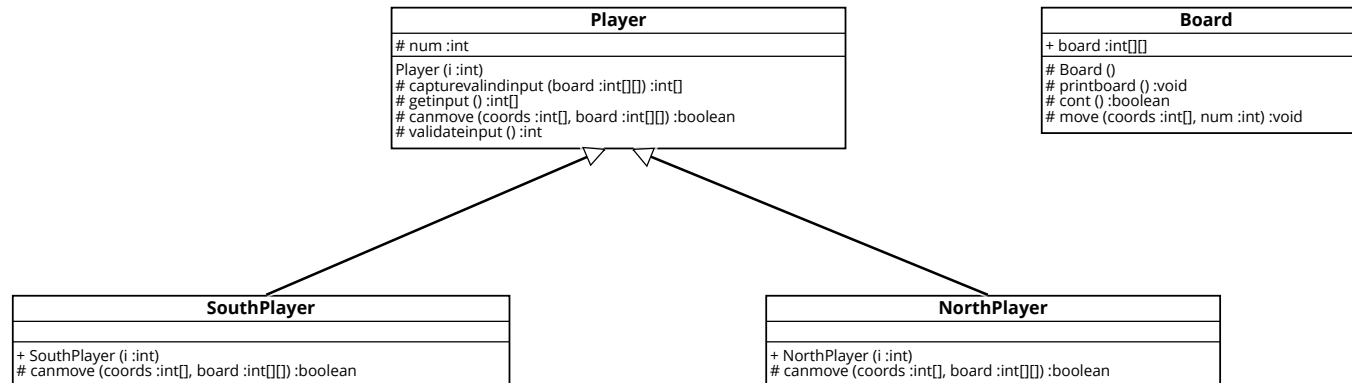 Player
# num :int
Player (i :int)
# capturevalindinput (board :int[][]) :int[]
# getinput () :int[]
# canmove (coords :int[], board :int[][]) :boolean
# validateinput () :int
Board
+ board :int[][]
# Board ()
# printboard () :void
# cont () :boolean
# move (coords :int[], num :int) :void
SouthPlayer
+ SouthPlayer (i :int)
# canmove (coords :int[], board :int[][]) :boolean
NorthPlayer
+ NorthPlayer (i :int)
# canmove (coords :int[], board :int[][]) :boolean